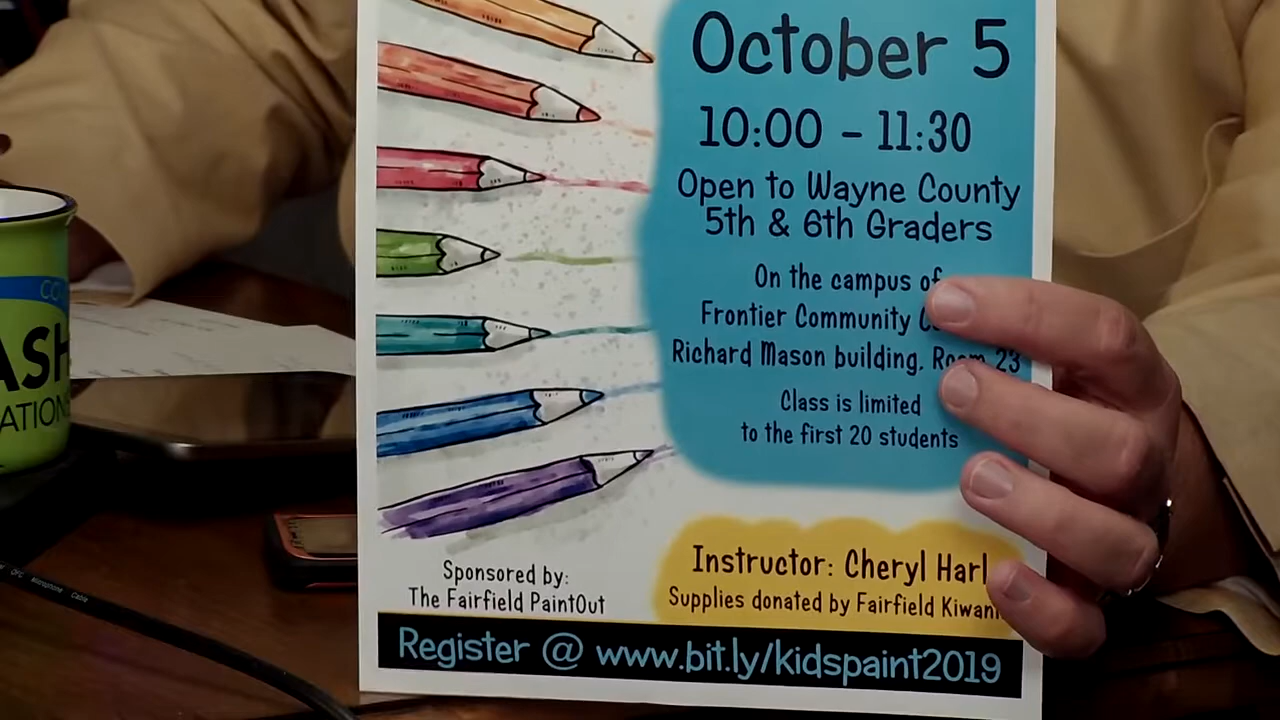 October 5
10:00 - 11:30
Open to Wayne County
5th & 6th Graders
On the campus of
Frontier Community
Richard Mason building, Room 23
Class is limited
to the first 20 students
Instructor: Cheryl Harl
Supplies donated by Fairfield
Sponsored by:
The Fairfield PaintOut
Register @ www.bit.ly/kidspaint2019
Microphone Cable